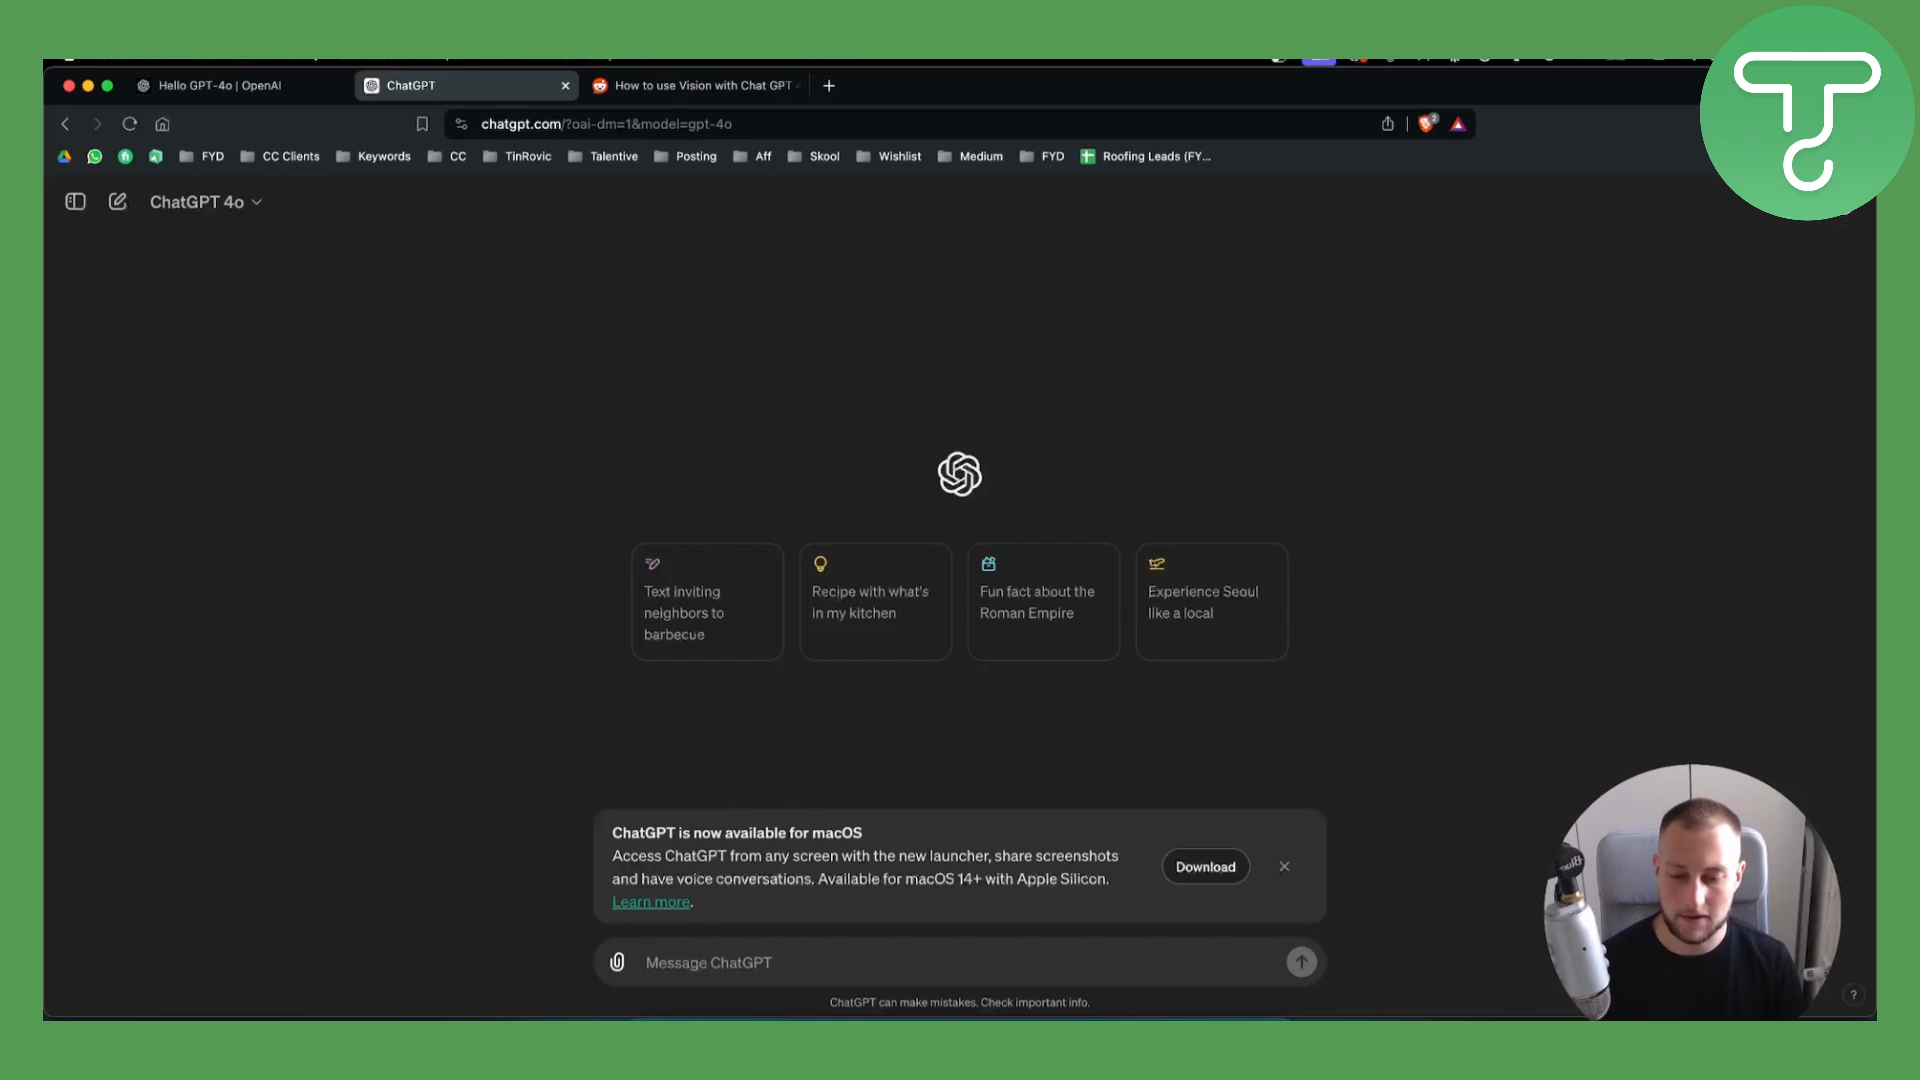 Hello GPT-4o | OpenAI
ChatGPT
How to use Vision with Chat GPT
chatgpt.com/?oai-dm=1&model=gpt-4o
2
FYD
CC Clients
Keywords
CC
TinRovic
Talentive
Posting
Aff
Skool
Wishlist
Medium
FYD
Roofing Leads (FY...
ChatGPT 4o
Text inviting
neighbors to
barbecue
Recipe with what's
in my kitchen
Fun fact about the
Roman Empire
Experience Seoul
like a local
ChatGPT is now available for macOS
Access ChatGPT from any screen with the new launcher, share screenshots
and have voice conversations. Available for macOS 14+ with Apple Silicon.
Learn more.
Download
Message ChatGPT
ChatGPT can make mistakes. Check important info.
?